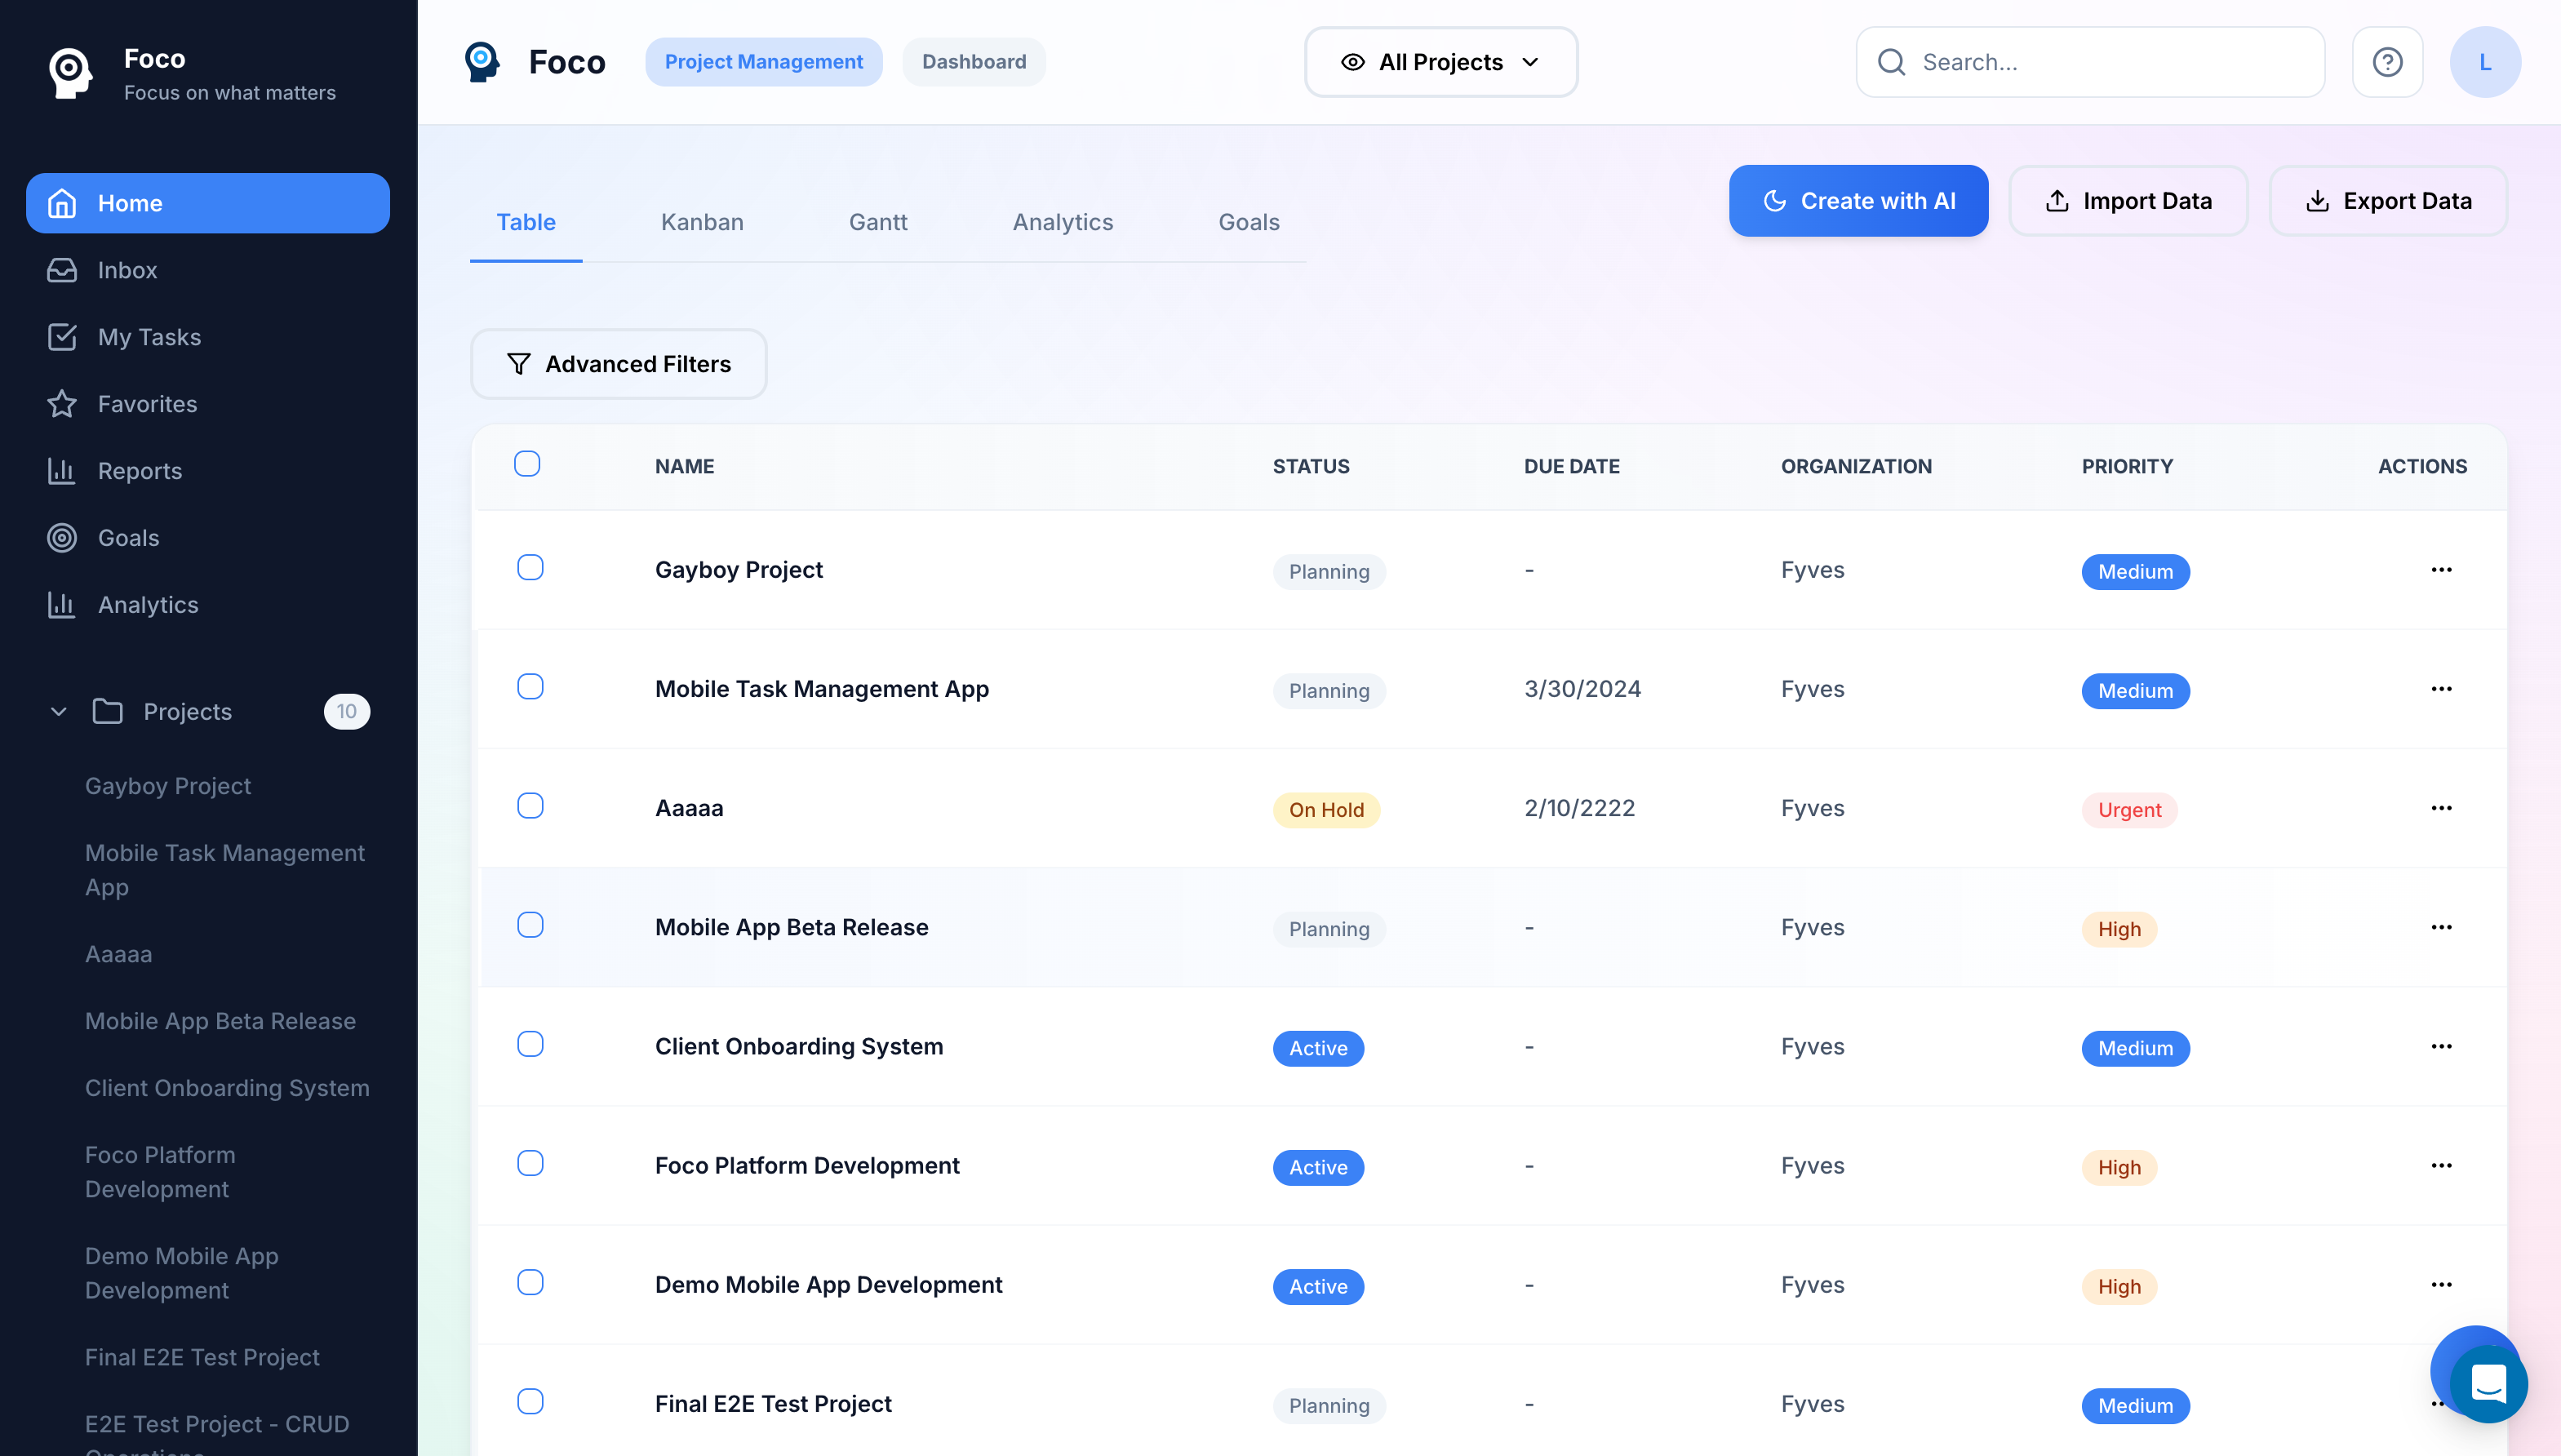 Foco
Focus on what matters
Home
Inbox
My Tasks
Favorites
Reports
Goals
Analytics
Projects 10
Gayboy Project
Mobile Task Management
App
Aaaaa
Mobile App Beta Release
Client Onboarding System
Foco Platform
Development
Demo Mobile App
Development
Final E2E Test Project
E2E Test Project - CRUD
Operations
Foco Project Management Dashboard All Projects Search... L
Table Kanban Gantt Analytics Goals Create with AI Import Data Export Data
Advanced Filters
NAME STATUS DUE DATE ORGANIZATION PRIORITY ACTIONS
Gayboy Project Planning - Fyves Medium ...
Mobile Task Management App Planning 3/30/2024 Fyves Medium ...
Aaaaa On Hold 2/10/2222 Fyves Urgent ...
Mobile App Beta Release Planning - Fyves High ...
Client Onboarding System Active - Fyves Medium ...
Foco Platform Development Active - Fyves High ...
Demo Mobile App Development Active - Fyves High ...
Final E2E Test Project Planning - Fyves Medium